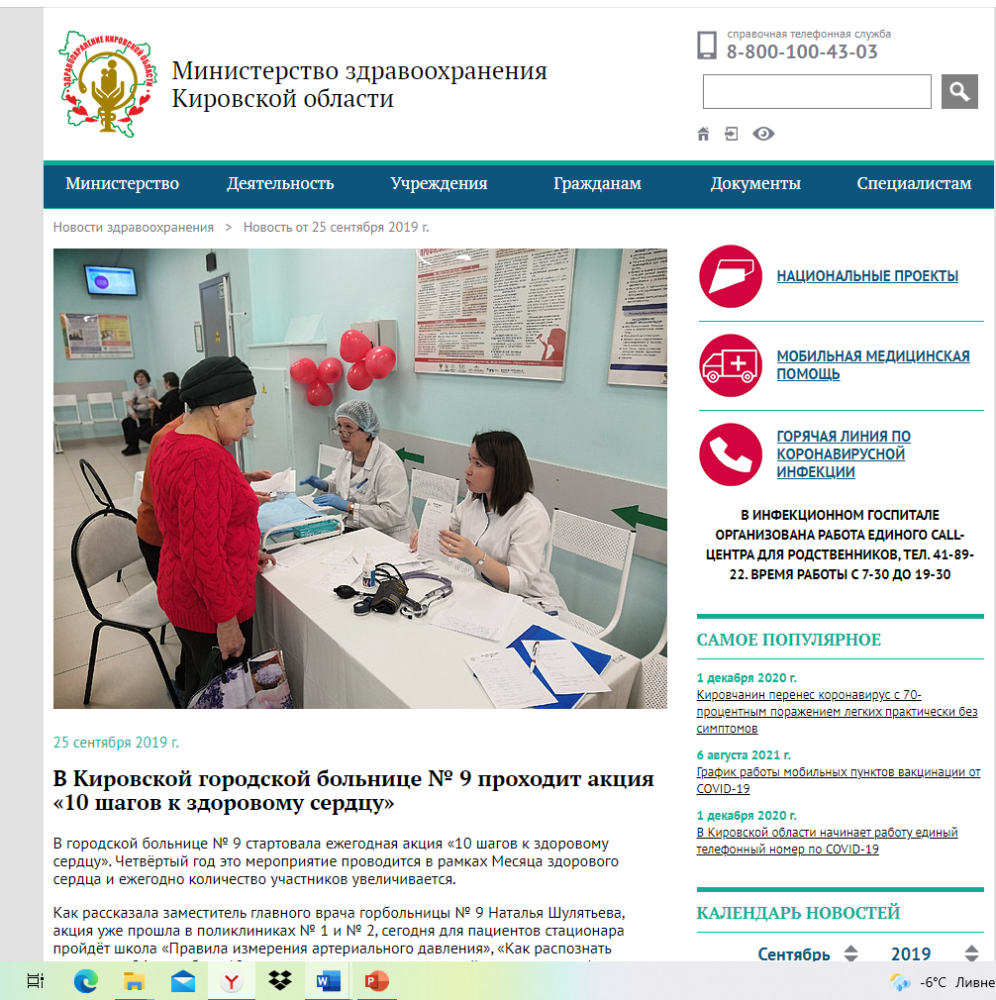 ЗДРАВООХРАНЕНИЕ КИРОВСКОЙ ОБЛАСТИ
Министерство здравоохранения
Кировской области
справочная телефонная служба
8-800-100-43-03
Министерство Деятельность Учреждения Гражданам Документы Специалистам
Новости здравоохранения > Новость от 25 сентября 2019 г.
НАЦИОНАЛЬНЫЕ ПРОЕКТЫ
МОБИЛЬНАЯ МЕДИЦИНСКАЯ
ПОМОЩЬ
ГОРЯЧАЯ ЛИНИЯ ПО
КОРОНАВИРУСНОЙ
ИНФЕКЦИИ
В ИНФЕКЦИОННОМ ГОСПИТАЛЕ
ОРГАНИЗОВАНА РАБОТА ЕДИНОГО CALL-
ЦЕНТРА ДЛЯ РОДСТВЕННИКОВ, ТЕЛ. 41-89-
22. ВРЕМЯ РАБОТЫ С 7-30 ДО 19-30
САМОЕ ПОПУЛЯРНОЕ
1 декабря 2020 г.
Кировчанин перенес коронавирус с 70-
процентным поражением легких практически без
симптомов
6 августа 2021 г.
График работы мобильных пунктов вакцинации от
COVID-19
1 декабря 2020 г.
В Кировской области начинает работу единый
телефонный номер по COVID-19
КАЛЕНДАРЬ НОВОСТЕЙ
Сентябрь 2019
25 сентября 2019 г.
В Кировской городской больнице № 9 проходит акция
«10 шагов к здоровому сердцу»
В городской больнице № 9 стартовала ежегодная акция «10 шагов к здоровому
сердцу». Четвёртый год это мероприятие проводится в рамках Месяца здорового
сердца и ежегодно количество участников увеличивается.
Как рассказала заместитель главного врача горбольницы № 9 Наталья Шулятьева,
акция уже прошла в поликлиниках № 1 и № 2, сегодня для пациентов стационара
пройдёт школа «Правила измерения артериального давления», «Как распознать
-6°C Ливне